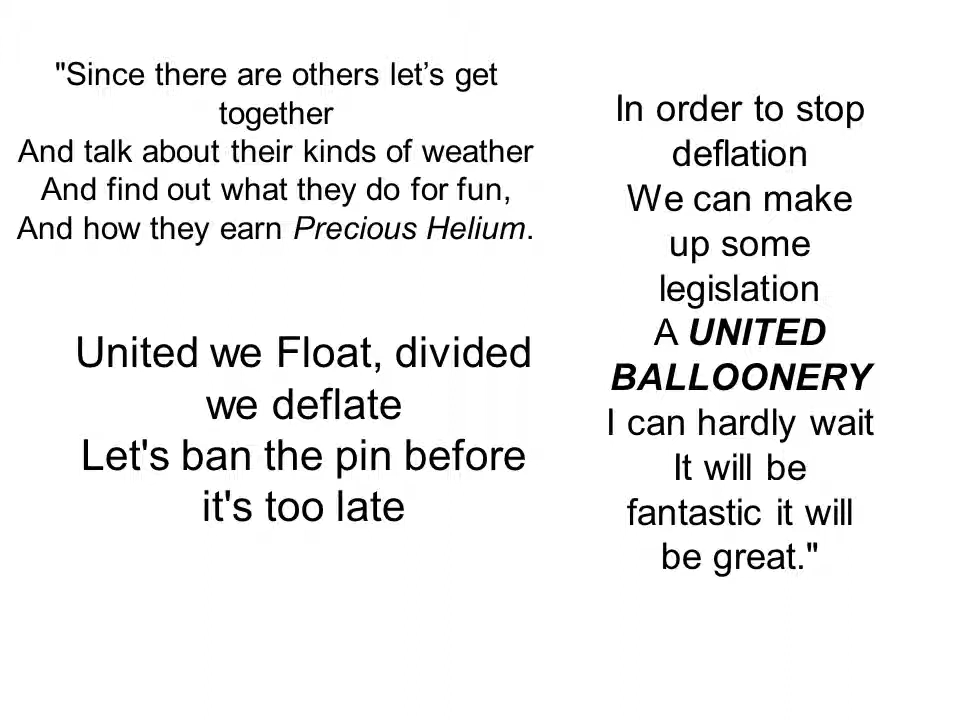 "Since there are others let’s get
together
And talk about their kinds of weather
And find out what they do for fun,
And how they earn Precious Helium.
United we Float, divided
we deflate
Let's ban the pin before
it's too late
In order to stop
deflation
We can make
up some
legislation
A UNITED
BALLOONERY
I can hardly wait
It will be
fantastic it will
be great."